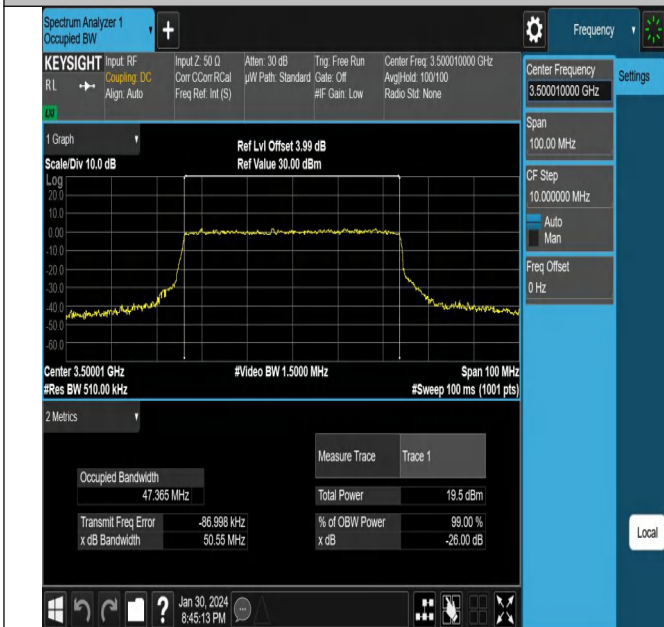 Spectrum Analyzer 1
Occupied BW
Frequency
KEYSIGHT
RL
Input: RF
Coupling: DC
Align: Auto
Input Z: 50 Ω
Corr CCorr RCal
Freq Ref: Int (S)
Atten: 30 dB
µW Path: Standard
Trig: Free Run
Gate: Off
#IF Gain: Low
Center Freq: 3.500010000 GHz
Avg|Hold: 100/100
Radio Std: None
Center Frequency
3.500010000 GHz
Settings
Span
100.00 MHz
CF Step
10.000000 MHz
Auto
Man
Freq Offset
0 Hz
1 Graph
Scale/Div 10.0 dB
Ref Lvl Offset 3.99 dB
Ref Value 30.00 dBm
Log
20.0
10.0
0.00
-10.0
-20.0
-30.0
-40.0
-50.0
-60.0
Center 3.50001 GHz
#Video BW 1.5000 MHz
Span 100 MHz
#Res BW 510.00 kHz
#Sweep 100 ms (1001 pts)
2 Metrics
Measure Trace Trace 1
Occupied Bandwidth
47.365 MHz
Total Power 19.5 dBm
Transmit Freq Error -86.998 kHz
% of OBW Power 99.00 %
x dB Bandwidth 50.55 MHz
x dB -26.00 dB
Local
Jan 30, 2024
8:45:13 PM